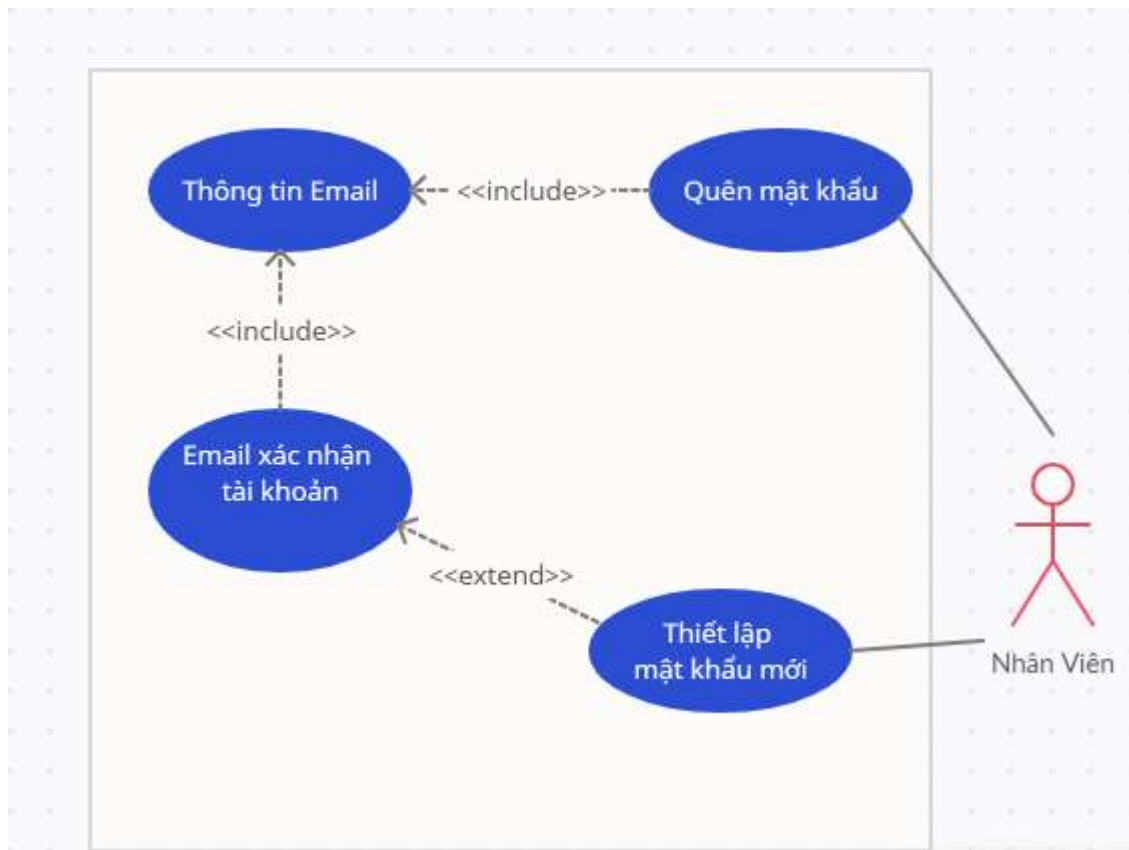 Thông tin Email
<<include>>
Quên mật khẩu
<<include>>
Email xác nhận
tài khoản
<<extend>>
Thiết lập
mật khẩu mới
Nhân Viên